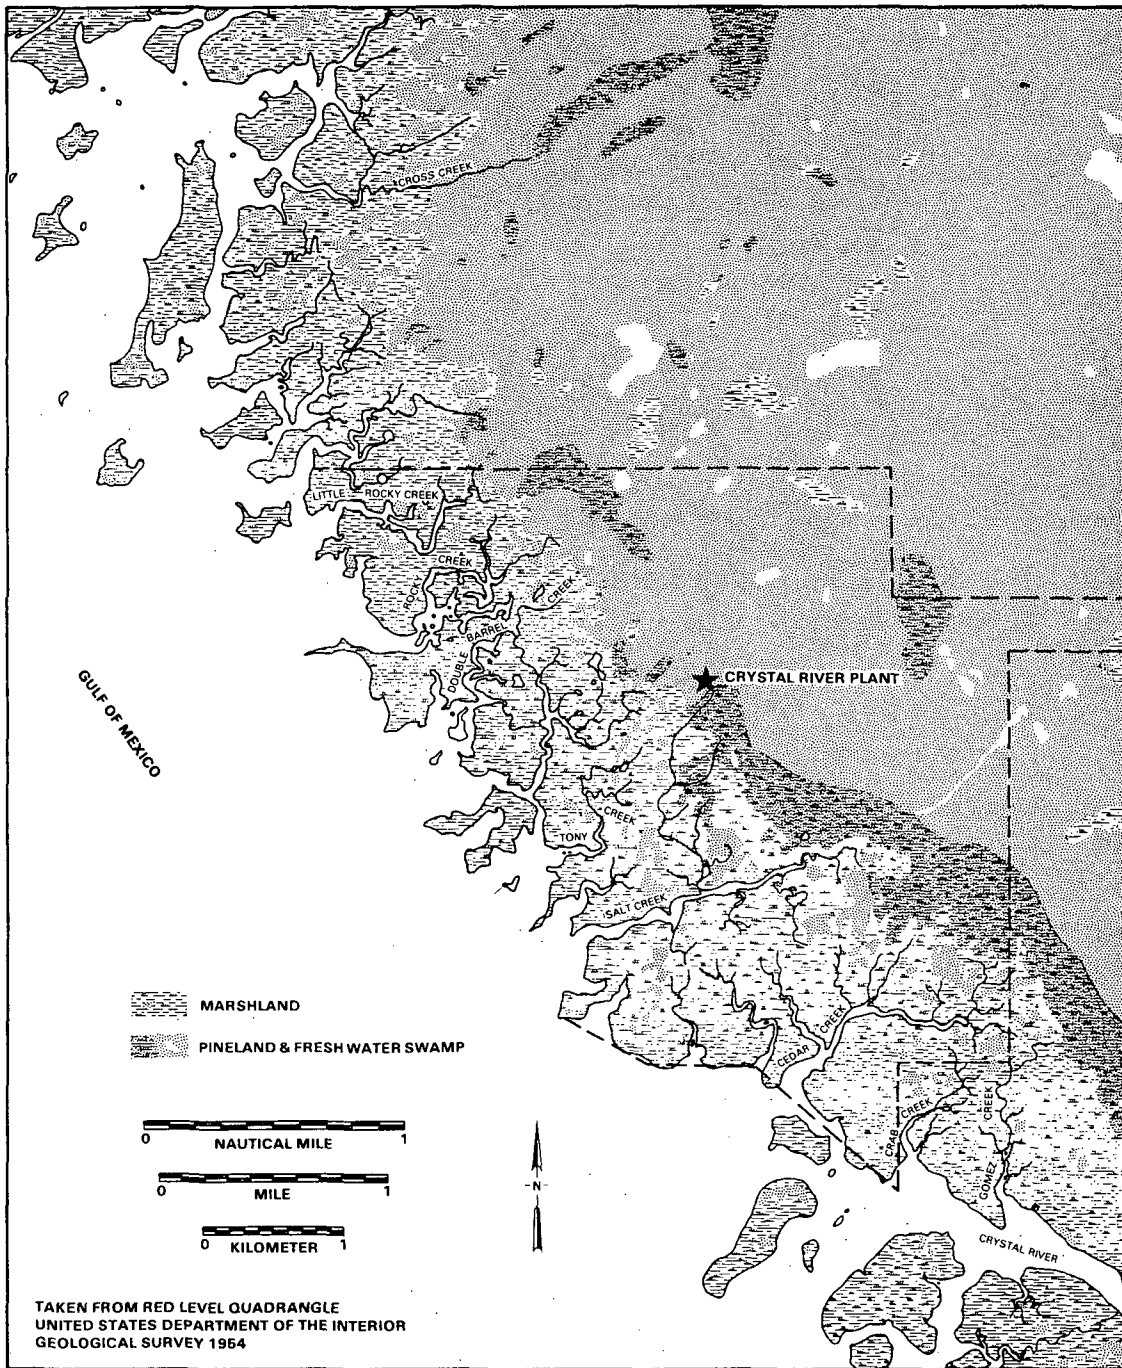 CROSS CREEK
LITTLE ROCKY CREEK
ROCKY CREEK
DOUBLE BARREL CREEK
CRYSTAL RIVER PLANT
GULF OF MEXICO
TONY CREEK
SALT CREEK
MARSHLAND
PINELAND & FRESH WATER SWAMP
CEDAR CREEK
CRAB CREEK
GOMEZ CREEK
CRYSTAL RIVER
0 1
NAUTICAL MILE
0 1
MILE
0 1
KILOMETER
N
TAKEN FROM RED LEVEL QUADRANGLE
UNITED STATES DEPARTMENT OF THE INTERIOR
GEOLOGICAL SURVEY 1954